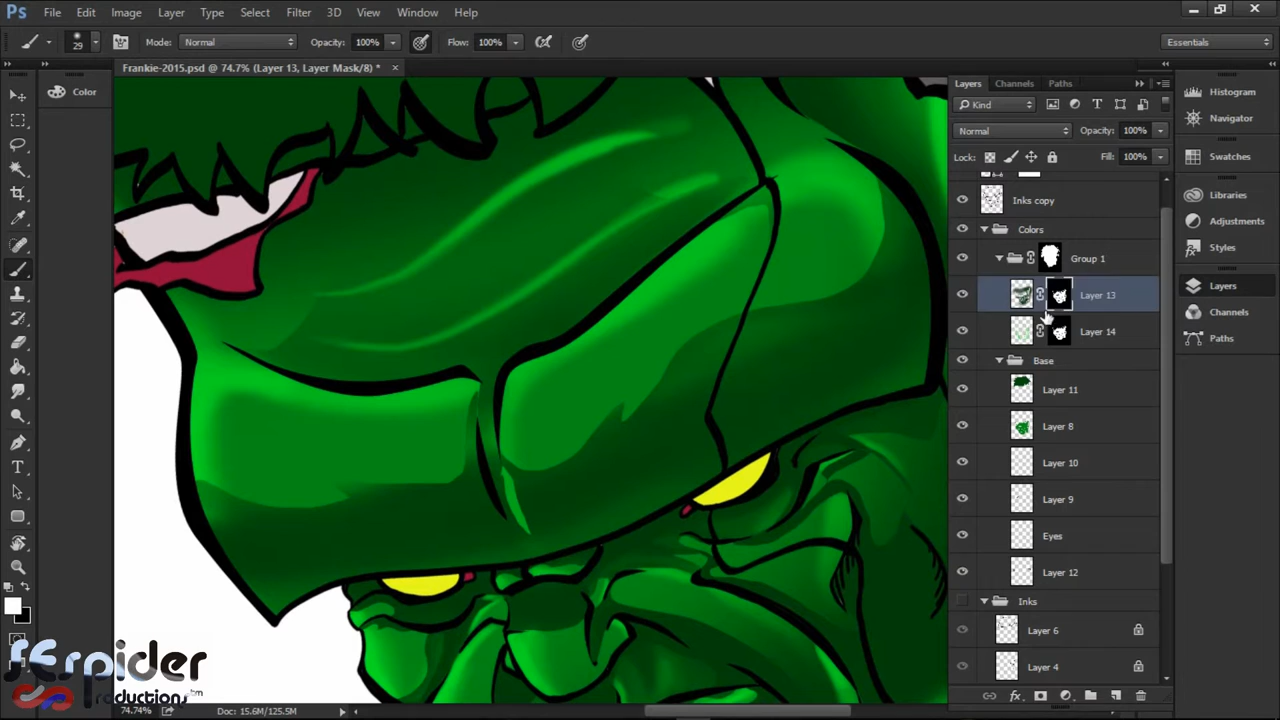 Ps File Edit Image Layer Type Select Filter 3D View Window Help
29 Mode: Normal Opacity: 100% Flow: 100% Essentials
Frankie-2015.psd @ 74.7% (Layer 13, Layer Mask/8) *
Color
Layers Channels Paths
Kind
Normal Opacity: 100%
Lock: Fill: 100%
Inks copy
Colors
Group 1
Layer 13
Layer 14
Base
Layer 11
Layer 8
Layer 10
Layer 9
Eyes
Layer 12
Inks
Layer 6
Layer 4
Histogram
Navigator
Swatches
Libraries
Adjustments
Styles
Layers
Channels
Paths
74.74% Doc: 15.6M/125.5M